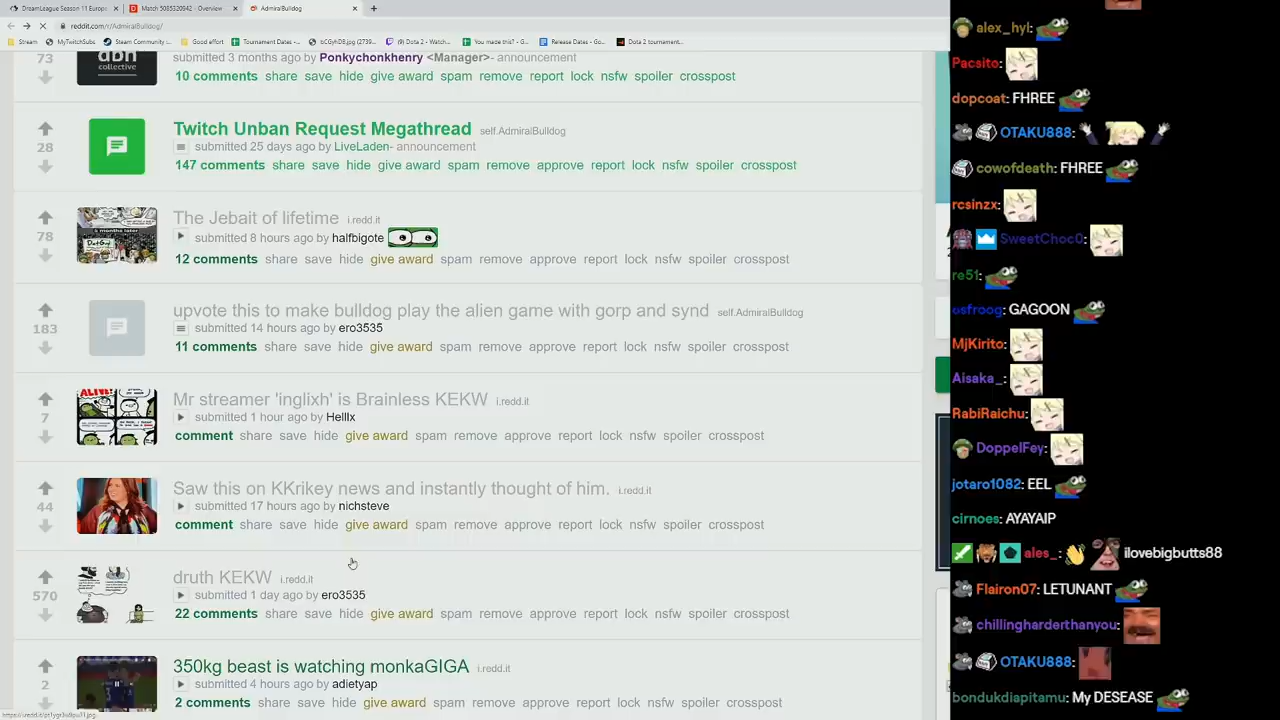 DreamLeague Season 11 Europe
Match 5085320942 - Overview
AdmiralBulldog
reddit.com/r/AdmiralBulldog/
Stream
MyTwitchSubs
Steam Community :...
Good effort
Tournament Dates -...
(9) Dota 2 - Watch...
You made this? - G...
Release Dates - Go...
Dota 2 tournament...
73
collective
submitted 3 months ago by Ponkychonkhenry <Manager>- announcement
10 comments share save hide give award spam remove report lock nsfw spoiler crosspost
28
Twitch Unban Request Megathread self.AdmiralBulldog
submitted 25 days ago by LiveLaden- announcement
147 comments share save hide give award spam remove approve report lock nsfw spoiler crosspost
78
The Jebait of lifetime i.redd.it
submitted 8 hours ago by halfbigote
12 comments share save hide give award spam remove approve report lock nsfw spoiler crosspost
183
upvote this to make bulldog play the alien game with gorp and synd self.AdmiralBulldog
submitted 14 hours ago by ero3535
11 comments share save hide give award spam remove approve report lock nsfw spoiler crosspost
7
ALIVE!
Mr streamer 'inglixh' is Brainless KEKW i.redd.it
submitted 1 hour ago by Helllx
comment share save hide give award spam remove approve report lock nsfw spoiler crosspost
44
Saw this on KKrikey news and instantly thought of him. i.redd.it
submitted 17 hours ago by nichsteve
comment share save hide give award spam remove approve report lock nsfw spoiler crosspost
570
druth KEKW i.redd.it
submitted 1 day ago by ero3535
22 comments share save hide give award spam remove approve report lock nsfw spoiler crosspost
2
350kg beast is watching monkaGIGA i.redd.it
submitted 4 hours ago by adietyap
2 comments share save hide give award spam remove approve report lock nsfw spoiler crosspost
alex_hyl:
Pacsito:
dopcoat: FHREE
OTAKU888:
cowofdeath: FHREE
rcsinzx:
SweetChoc0:
re51:
osfroog: GAGOON
MjKirito:
Aisaka_:
RabiRaichu:
DoppelFey:
jotaro1082: EEL
cirnoes: AYAYAIP
ales_: ilovebigbutts88
Flairon07: LETUNANT
chillingharderthanyou:
OTAKU888:
bondukdiapitamu: My DESEASE